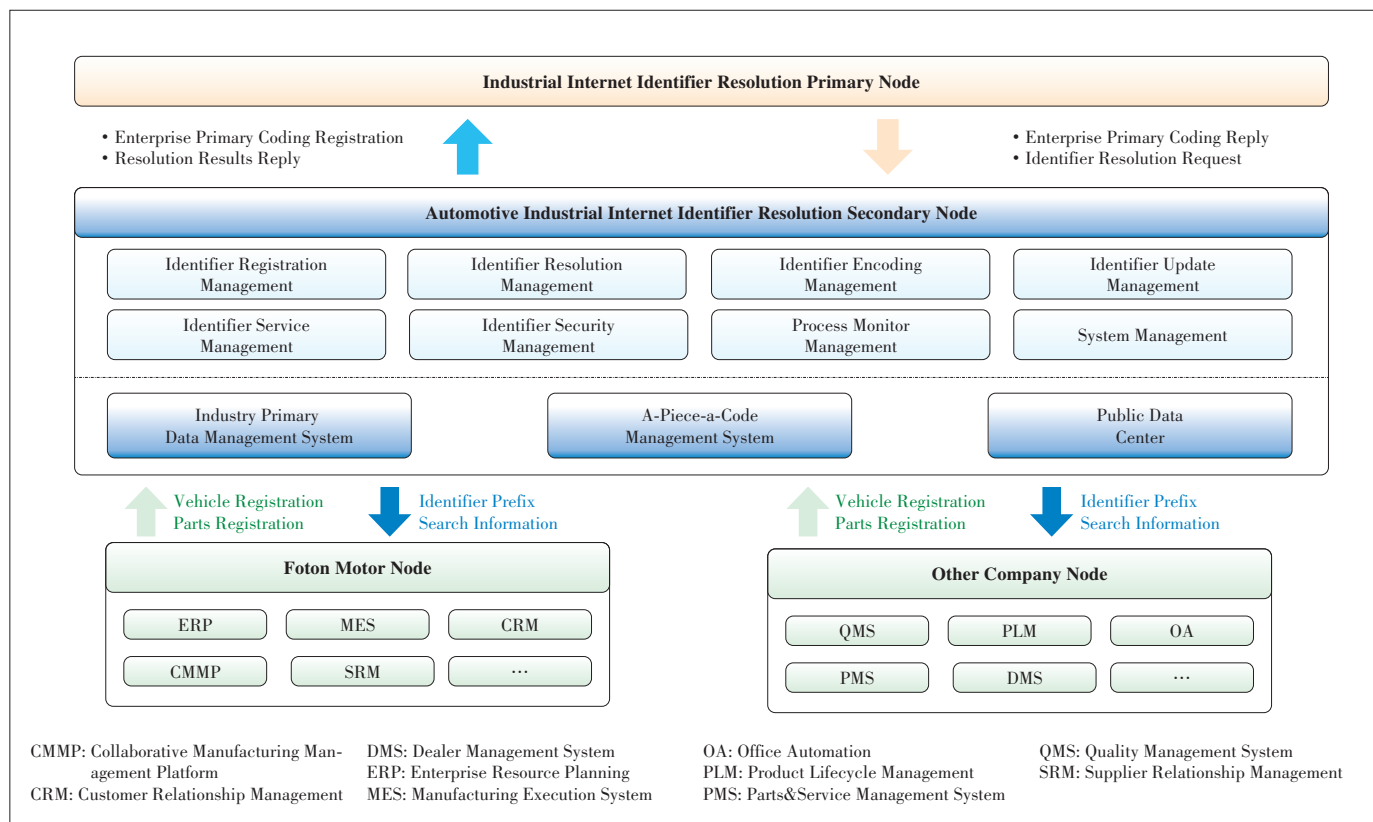 Industrial Internet Identifier Resolution Primary Node
• Enterprise Primary Coding Registration
• Resolution Results Reply
• Enterprise Primary Coding Reply
• Identifier Resolution Request
Automotive Industrial Internet Identifier Resolution Secondary Node
Identifier Registration
Management
Identifier Resolution
Management
Identifier Encoding
Management
Identifier Update
Management
Identifier Service
Management
Identifier Security
Management
Process Monitor
Management
System Management
Industry Primary
Data Management System
A-Piece-a-Code
Management System
Public Data
Center
Vehicle Registration
Parts Registration
Identifier Prefix
Search Information
Vehicle Registration
Parts Registration
Identifier Prefix
Search Information
Foton Motor Node
ERP
MES
CRM
CMMP
SRM
…
Other Company Node
QMS
PLM
OA
PMS
DMS
…
CMMP: Collaborative Manufacturing Man-
agement Platform
CRM: Customer Relationship Management
DMS: Dealer Management System
ERP: Enterprise Resource Planning
MES: Manufacturing Execution System
OA: Office Automation
PLM: Product Lifecycle Management
PMS: Parts&Service Management System
QMS: Quality Management System
SRM: Supplier Relationship Management